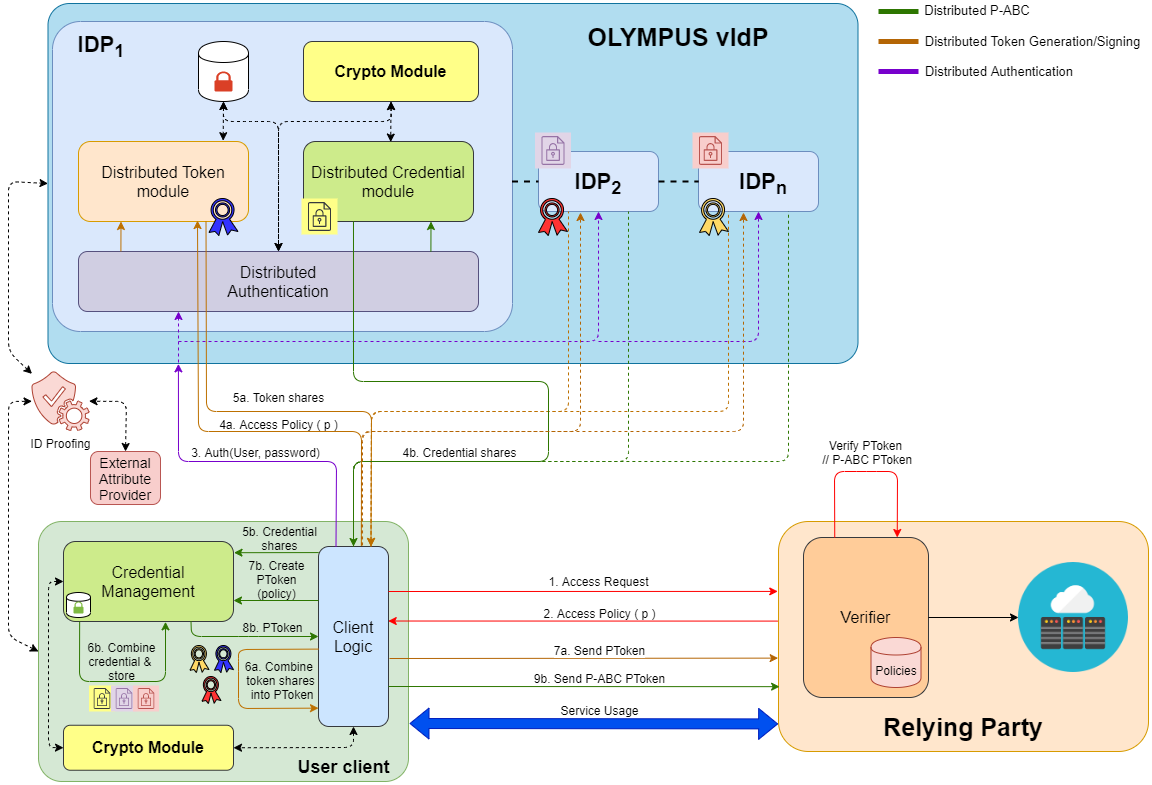 OLYMPUS vIdP
IDP1
Crypto Module
Distributed Token
module
Distributed Credential
module
Distributed
Authentication
IDP2
IDPn
Distributed P-ABC
Distributed Token Generation/Signing
Distributed Authentication
ID Proofing
External
Attribute
Provider
5a. Token shares
4a. Access Policy ( p )
3. Auth(User, password)
4b. Credential shares
Verify PToken
// P-ABC PToken
5b. Credential
shares
7b. Create
PToken
(policy)
Credential
Management
8b. PToken
6b. Combine
credential &
store
6a. Combine
token shares
into PToken
Client
Logic
Crypto Module
User client
1. Access Request
2. Access Policy ( p )
7a. Send PToken
9b. Send P-ABC PToken
Service Usage
Verifier
Policies
Relying Party